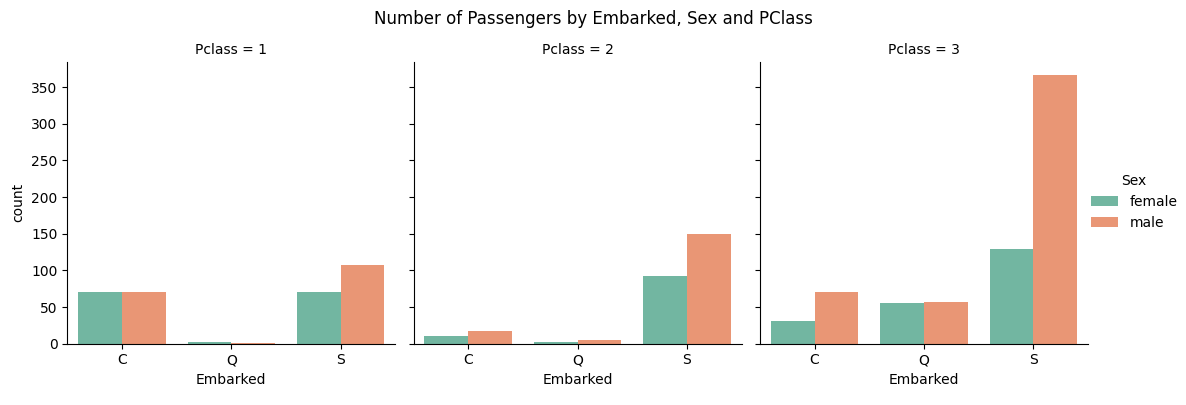 Number of Passengers by Embarked, Sex and PClass
Pclass = 1
Pclass = 2
Pclass = 3
350
300
250
200
150
100
50
0
count
C Q S
C Q S
C Q S
Embarked
Embarked
Embarked
Sex
female
male